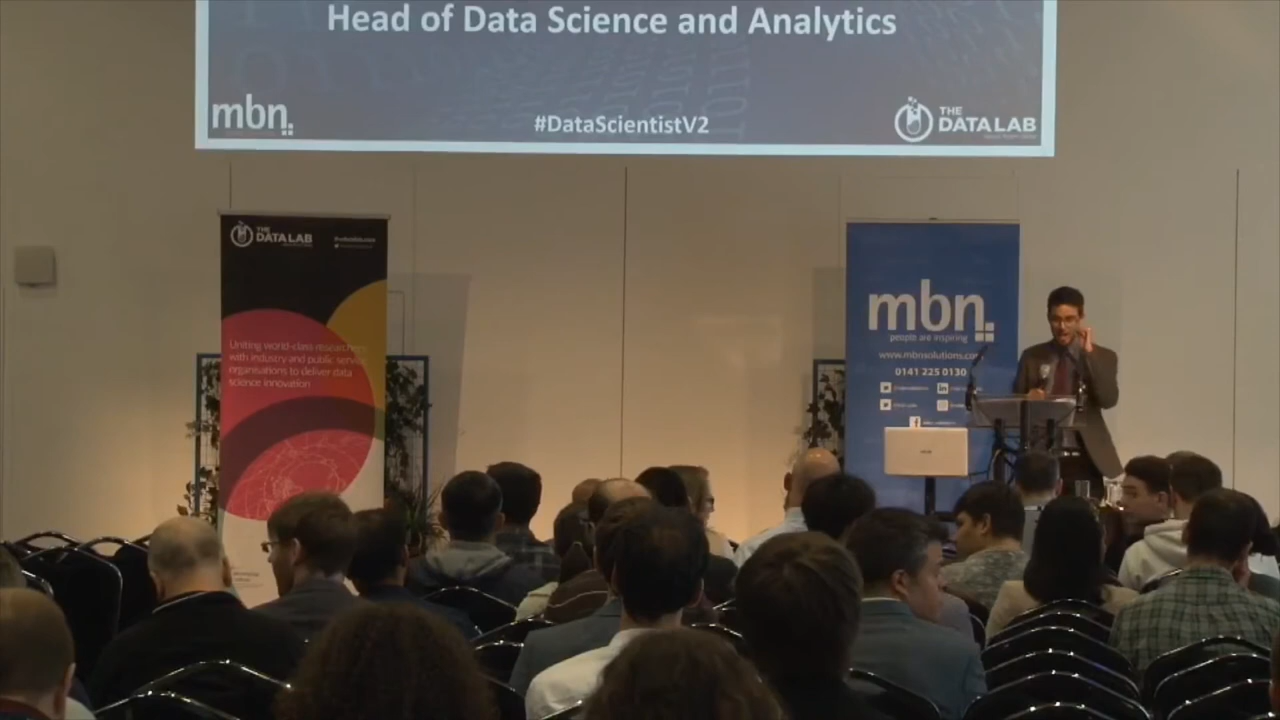 Head of Data Science and Analytics
mbn
#DataScientistV2
THE
DATA LAB
THE
DATA LAB
Uniting world-class researchers
with industry and public service
organisations to deliver data
science innovation
mbn
people are inspiring
www.mbnsolutions.com
0141 225 0130